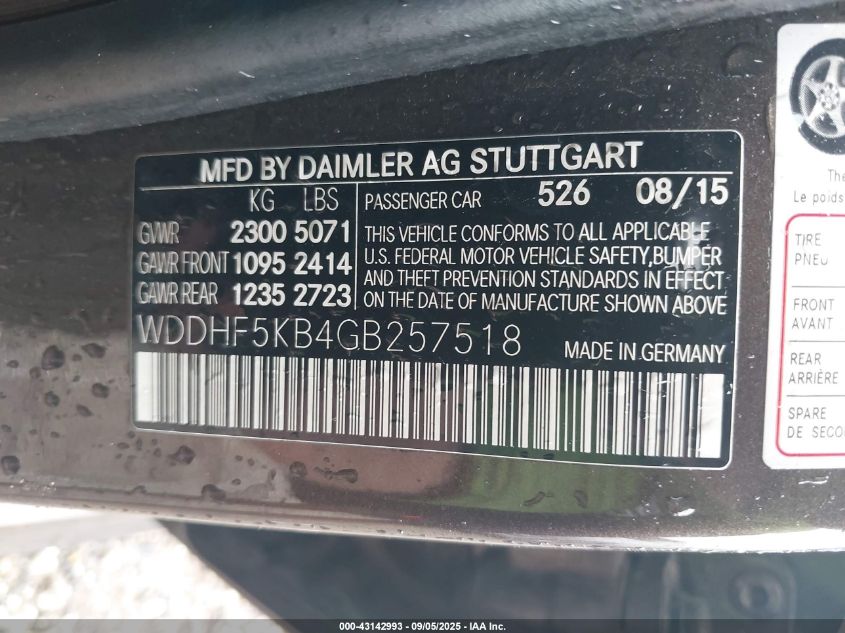 MFD BY DAIMLER AG STUTTGART
KG LBS
GVWR 2300 5071
GAWR FRONT 1095 2414
GAWR REAR 1235 2723
PASSENGER CAR 526 08/15
THIS VEHICLE CONFORMS TO ALL APPLICABLE
U.S. FEDERAL MOTOR VEHICLE SAFETY, BUMPER
AND THEFT PREVENTION STANDARDS IN EFFECT
ON THE DATE OF MANUFACTURE SHOWN ABOVE
WDDHF5KB4GB257518 MADE IN GERMANY
The
Le poids
TIRE
PNEU
FRONT
AVANT
REAR
ARRIÈRE
SPARE
DE SECO
000-43142993 - 09/05/2025 - IAA Inc.